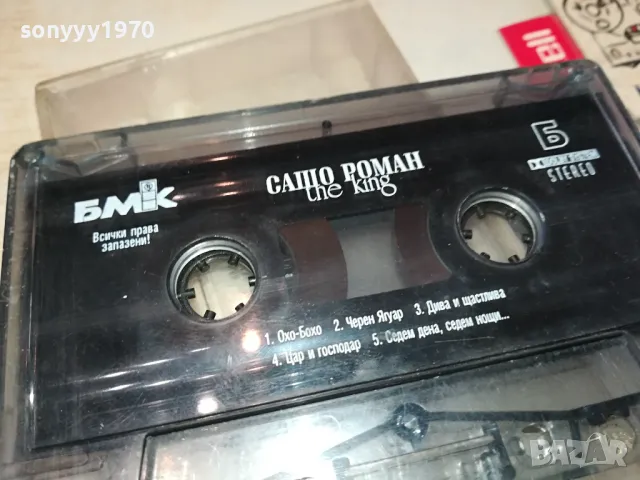 sonyyy1970
БМК
Всички права
запазени!
САШО РОМАН
the king
Б
STEREO
1. Охо-Бохо 2. Черен Ягуар 3. Дива и щастлива
4. Цар и господар 5. Седем дена, седем нощи...
BAZAR